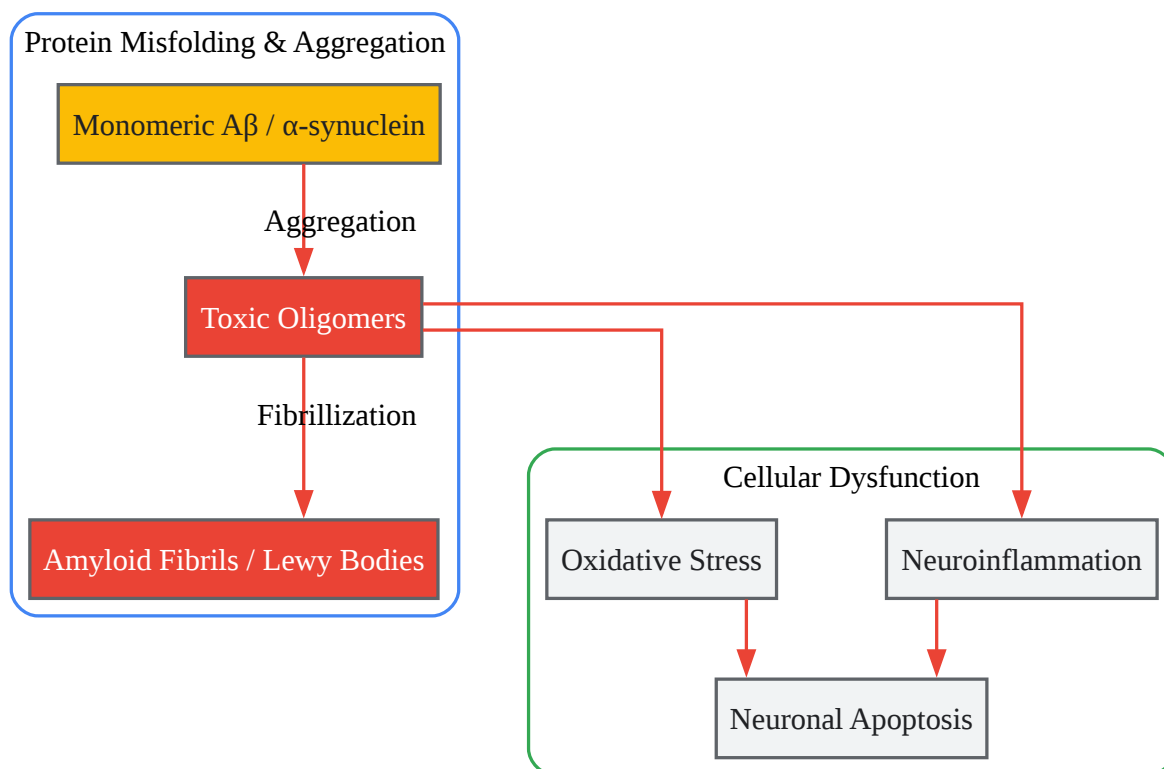 Protein Misfolding & Aggregation
Monomeric Aβ / α-synuclein
Aggregation
Toxic Oligomers
Fibrillization
Amyloid Fibrils / Lewy Bodies
Cellular Dysfunction
Oxidative Stress
Neuroinflammation
Neuronal Apoptosis